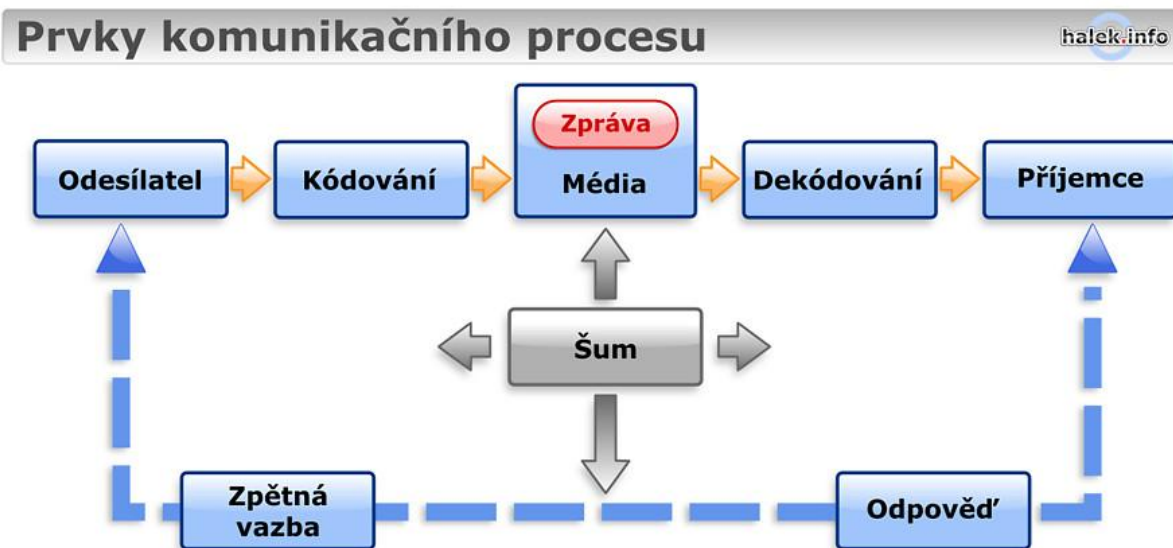 Prvky komunikačního procesu
halek.info
Zpráva
Odesílatel
Kódování
Média
Dekódování
Příjemce
Šum
Zpětná
vazba
Odpověď